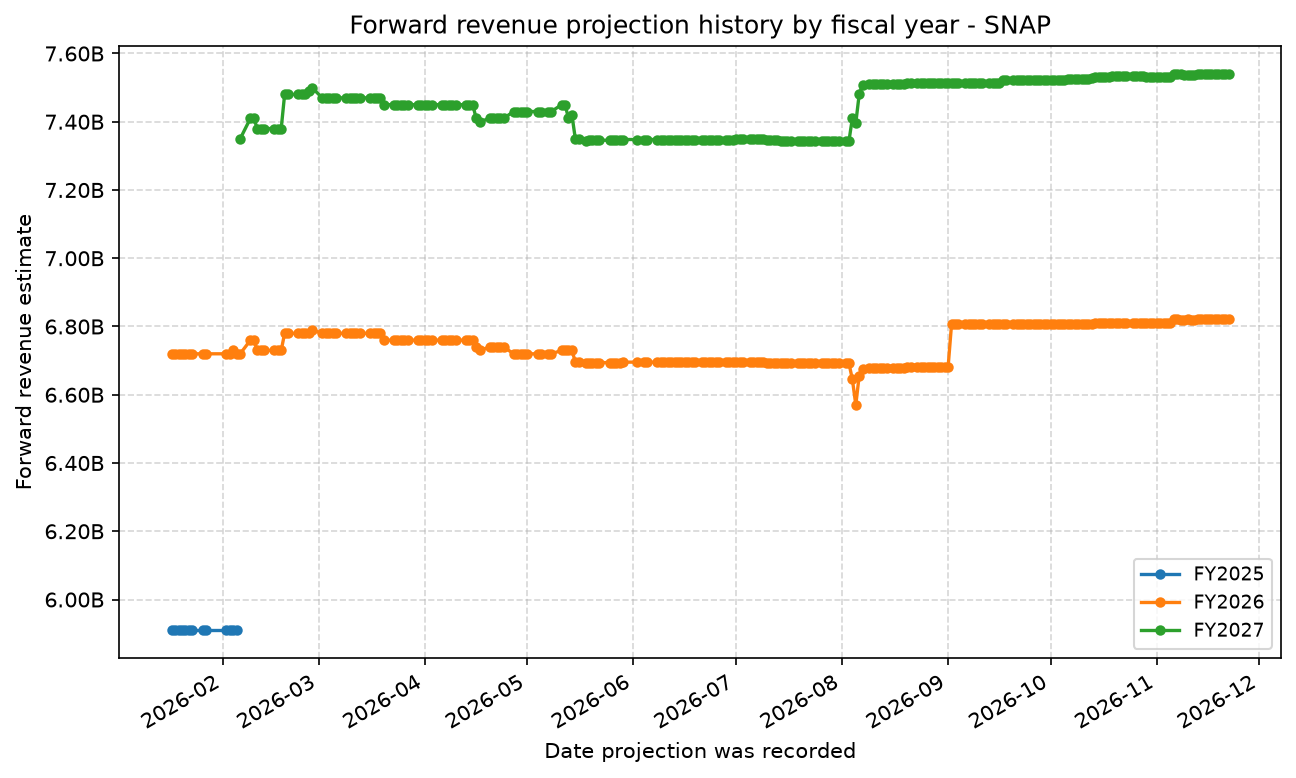 Forward revenue projection history by fiscal year - SNAP
Forward revenue estimate
7.60B
7.40B
7.20B
7.00B
6.80B
6.60B
6.40B
6.20B
6.00B
FY2025
FY2026
FY2027
2026-02
2026-03
2026-04
2026-05
2026-06
2026-07
2026-08
2026-09
2026-10
2026-11
2026-12
Date projection was recorded